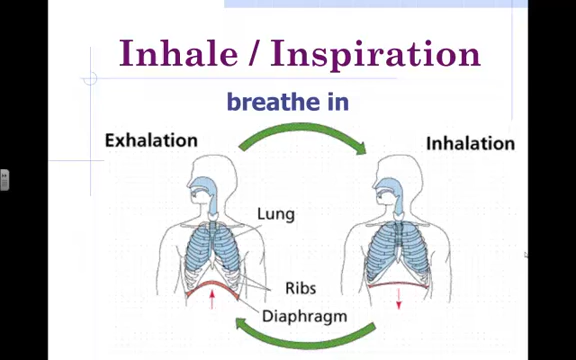 Inhale / Inspiration
breathe in
Exhalation
Inhalation
Lung
Ribs
Diaphragm